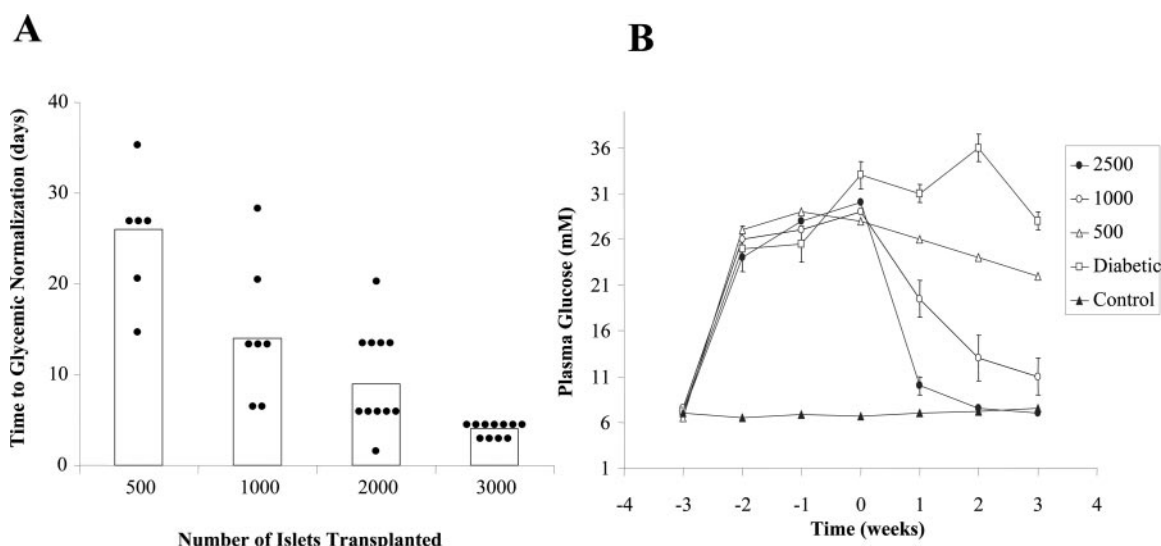 A
Time to Glycemic Normalization (days)
40
30
20
10
0
500 1000 2000 3000
Number of Islets Transplanted
B
Plasma Glucose (mM)
36
31
26
21
16
11
6
1
-4 -3 -2 -1 0 1 2 3 4
Time (weeks)
2500
1000
500
Diabetic
Control